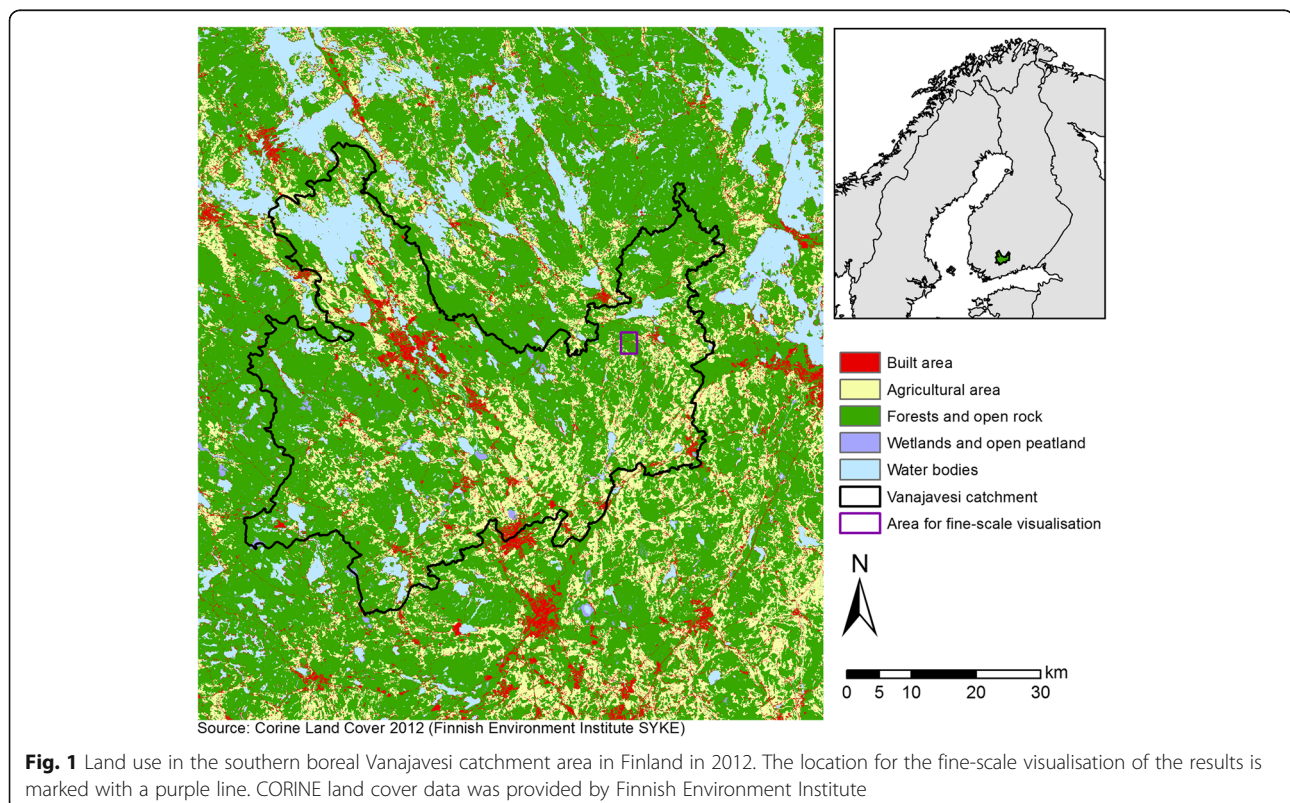 Built area
Agricultural area
Forests and open rock
Wetlands and open peatland
Water bodies
Vanajavesi catchment
Area for fine-scale visualisation
N
km
0 5 10 20 30
Source: Corine Land Cover 2012 (Finnish Environment Institute SYKE)
Fig. 1 Land use in the southern boreal Vanajavesi catchment area in Finland in 2012. The location for the fine-scale visualisation of the results is
marked with a purple line. CORINE land cover data was provided by Finnish Environment Institute